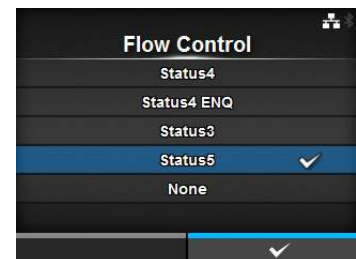 Flow Control
Status4
Status4 ENQ
Status3
Status5
None